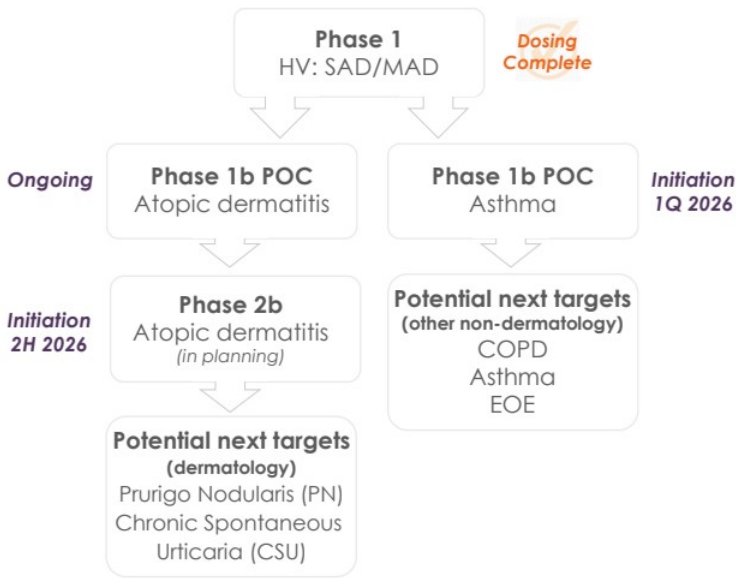 Phase 1
HV: SAD/MAD
Dosing
Complete
Ongoing
Phase 1b POC
Atopic dermatitis
Phase 1b POC
Asthma
Initiation
1Q 2026
Initiation
2H 2026
Phase 2b
Atopic dermatitis
(in planning)
Potential next targets
(other non-dermatology)
COPD
Asthma
EOE
Potential next targets
(dermatology)
Prurigo Nodularis (PN)
Chronic Spontaneous
Urticaria (CSU)